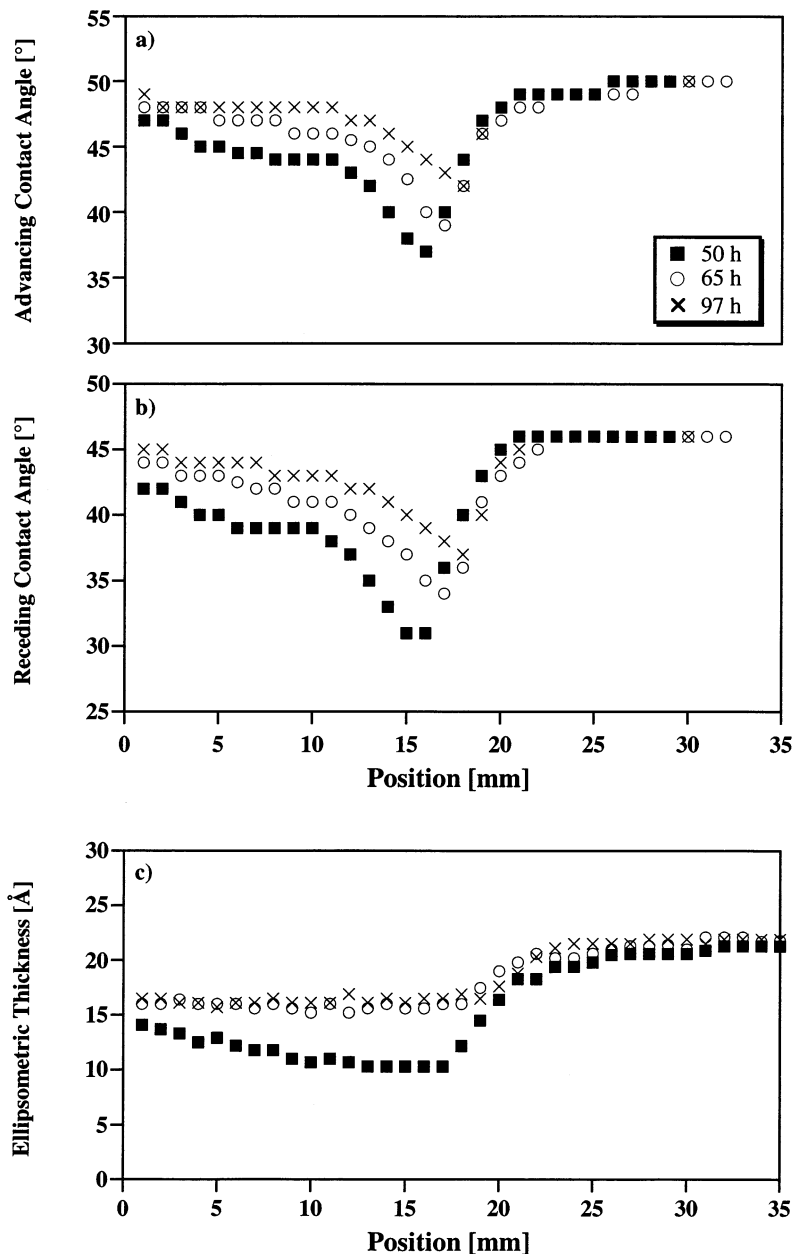 55
50
45
40
35
30
Advancing Contact Angle [°]
a)
50 h
65 h
97 h
50
45
40
35
30
25
Receding Contact Angle [°]
b)
0 5 10 15 20 25 30 35
Position [mm]
30
25
20
15
10
5
0
Ellipsometric Thickness [Å]
c)
0 5 10 15 20 25 30 35
Position [mm]